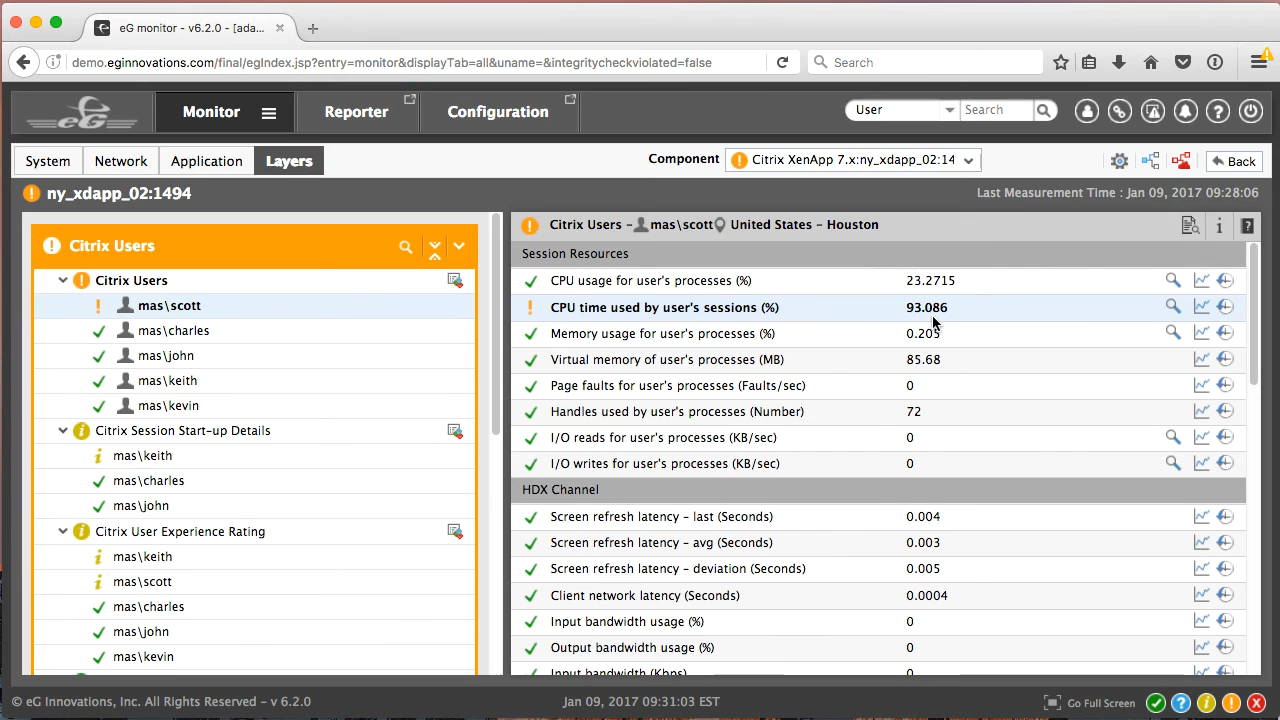 eG monitor - v6.2.0 - [ada...
demo.eginnovations.com/final/egIndex.jsp?entry=monitor&displayTab=all&uname=&integritycheckviolated=false
Search
eG
Monitor
Reporter
Configuration
User
Search
System
Network
Application
Layers
Component
Citrix XenApp 7.x:ny_xdapp_02:14
Back
ny_xdapp_02:1494
Last Measurement Time : Jan 09, 2017 09:28:06
Citrix Users
Citrix Users
mas\scott
mas\charles
mas\john
mas\keith
mas\kevin
Citrix Session Start-up Details
mas\keith
mas\charles
mas\john
Citrix User Experience Rating
mas\keith
mas\scott
mas\charles
mas\john
mas\kevin
Citrix Users - mas\scott United States - Houston
Session Resources
CPU usage for user's processes (%) 23.2715
CPU time used by user's sessions (%) 93.086
Memory usage for user's processes (%) 0.205
Virtual memory of user's processes (MB) 85.68
Page faults for user's processes (Faults/sec) 0
Handles used by user's processes (Number) 72
I/O reads for user's processes (KB/sec) 0
I/O writes for user's processes (KB/sec) 0
HDX Channel
Screen refresh latency - last (Seconds) 0.004
Screen refresh latency - avg (Seconds) 0.003
Screen refresh latency - deviation (Seconds) 0.005
Client network latency (Seconds) 0.0004
Input bandwidth usage (%) 0
Output bandwidth usage (%) 0
Input bandwidth (Kbps) 0
© eG Innovations, Inc. All Rights Reserved - v 6.2.0
Jan 09, 2017 09:31:03 EST
Go Full Screen